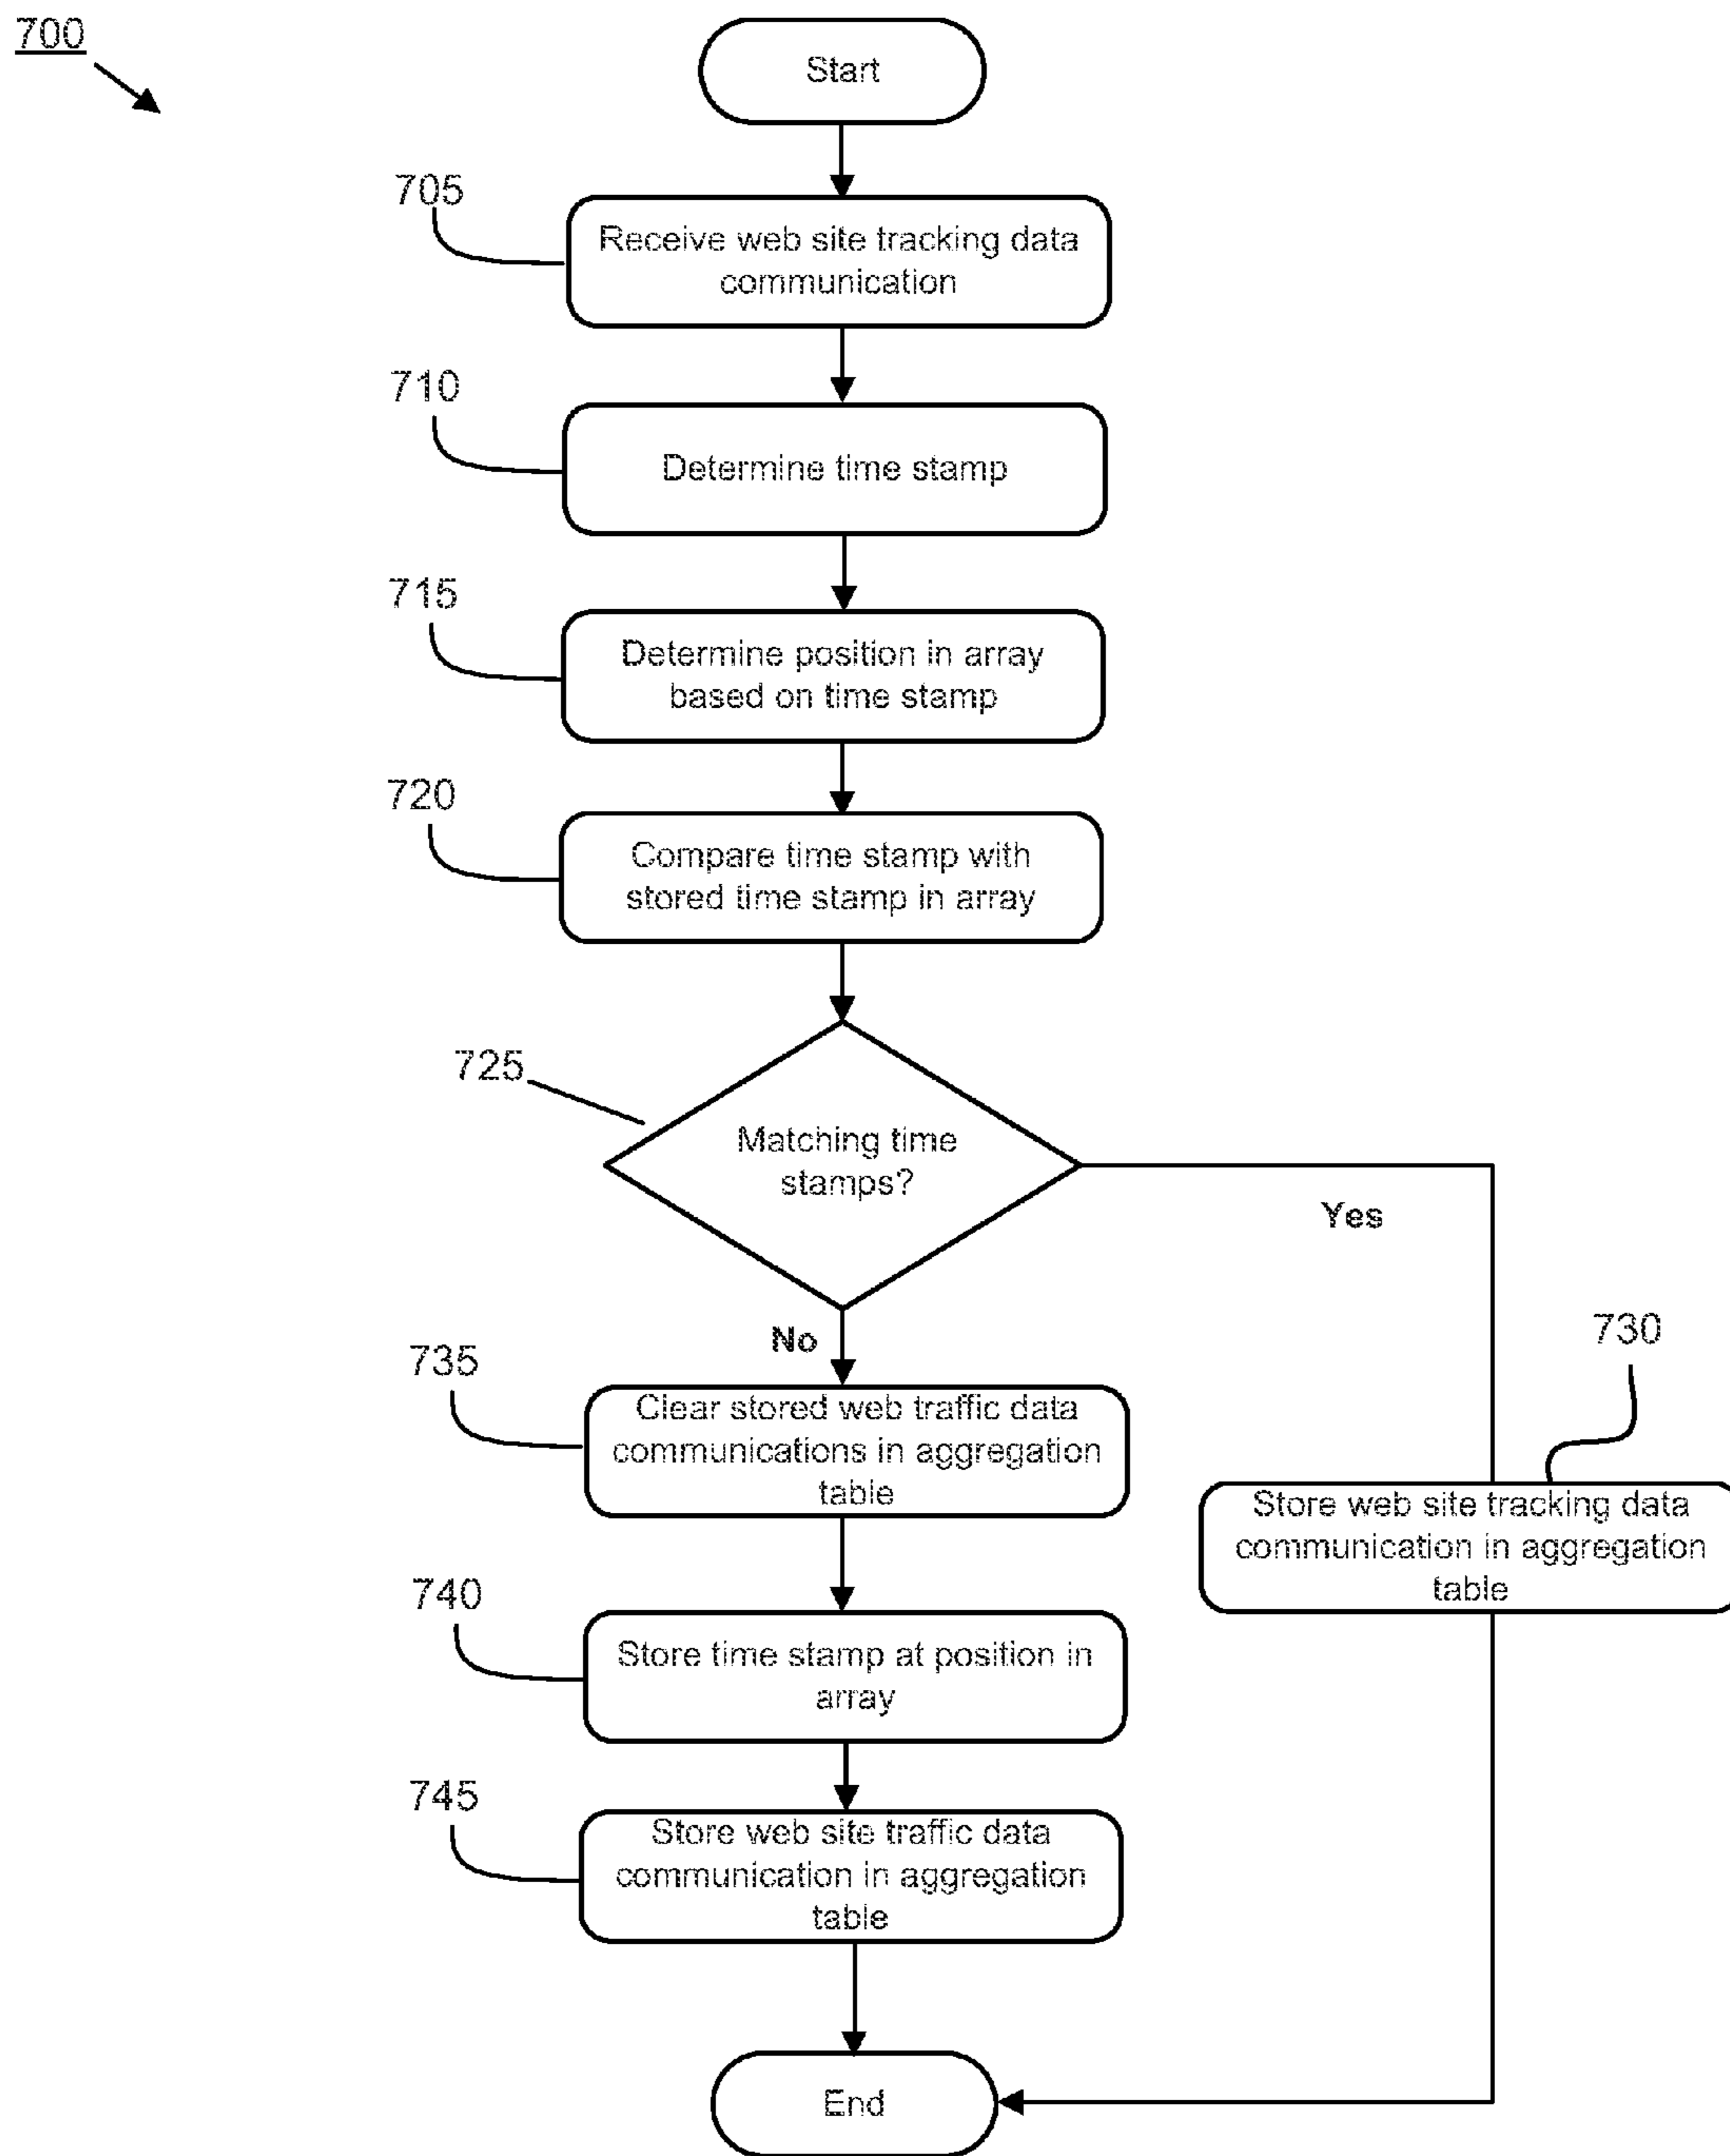 700
Start
705
Receive web site tracking data
communication
710
Determine time stamp
715
Determine position in array
based on time stamp
720
Compare time stamp with
stored time stamp in array
725
Matching time
stamps?
Yes
No
730
735
Clear stored web traffic data
communications in aggregation
table
Store web site tracking data
communication in aggregation
table
740
Store time stamp at position in
array
745
Store web site traffic data
communication in aggregation
table
End